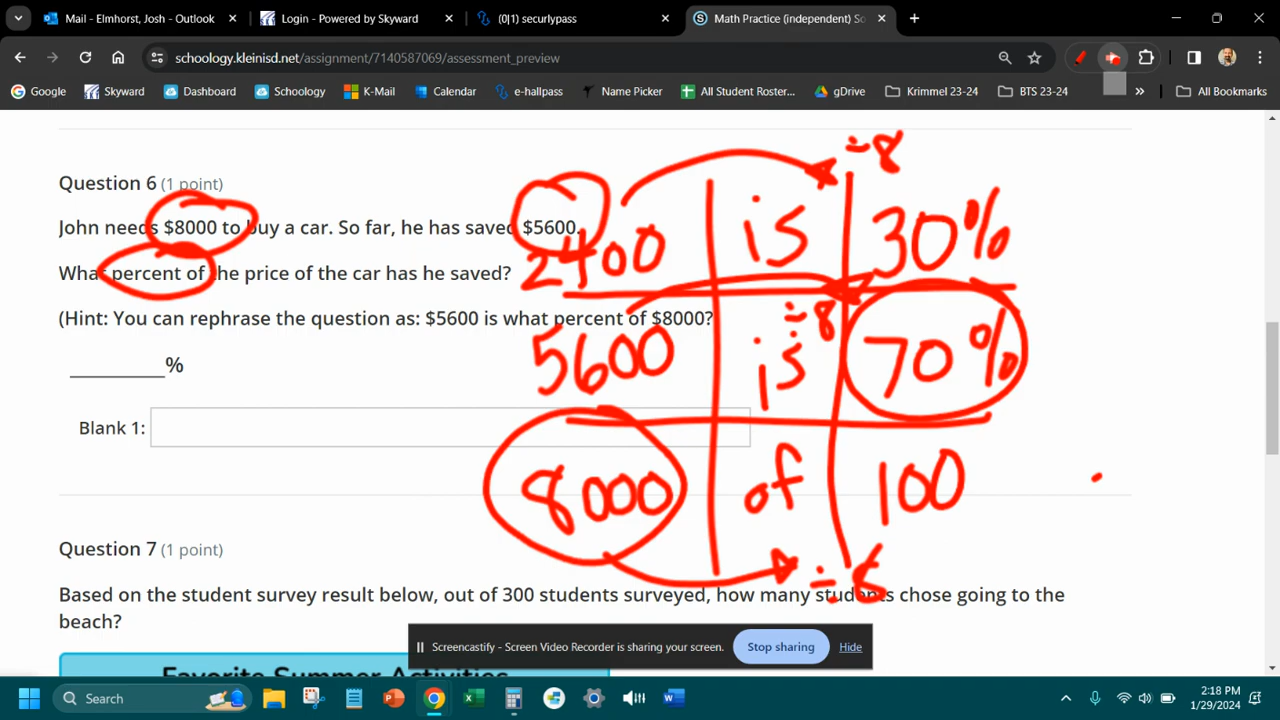 Mail - Elmhorst, Josh - Outlook
Login - Powered by Skyward
(0|1) securlypass
Math Practice (independent) So
schoology.kleinisd.net/assignment/7140587069/assessment_preview
Google
Skyward
Dashboard
Schoology
K-Mail
Calendar
e-hallpass
Name Picker
All Student Roster...
gDrive
Krimmel 23-24
BTS 23-24
»
All Bookmarks
÷8
Question 6 (1 point)
John needs $8000 to buy a car. So far, he has saved $5600.
2400 is 30%
What percent of the price of the car has he saved?
(Hint: You can rephrase the question as: $5600 is what percent of $8000?
÷8
5600 is 70%
%
Blank 1:
8000 of 100
Question 7 (1 point)
÷8
Based on the student survey result below, out of 300 students surveyed, how many students chose going to the
beach?
Screencastify - Screen Video Recorder is sharing your screen.
Stop sharing
Hide
Favorite Summer Activities
Search
2:18 PM
1/29/2024